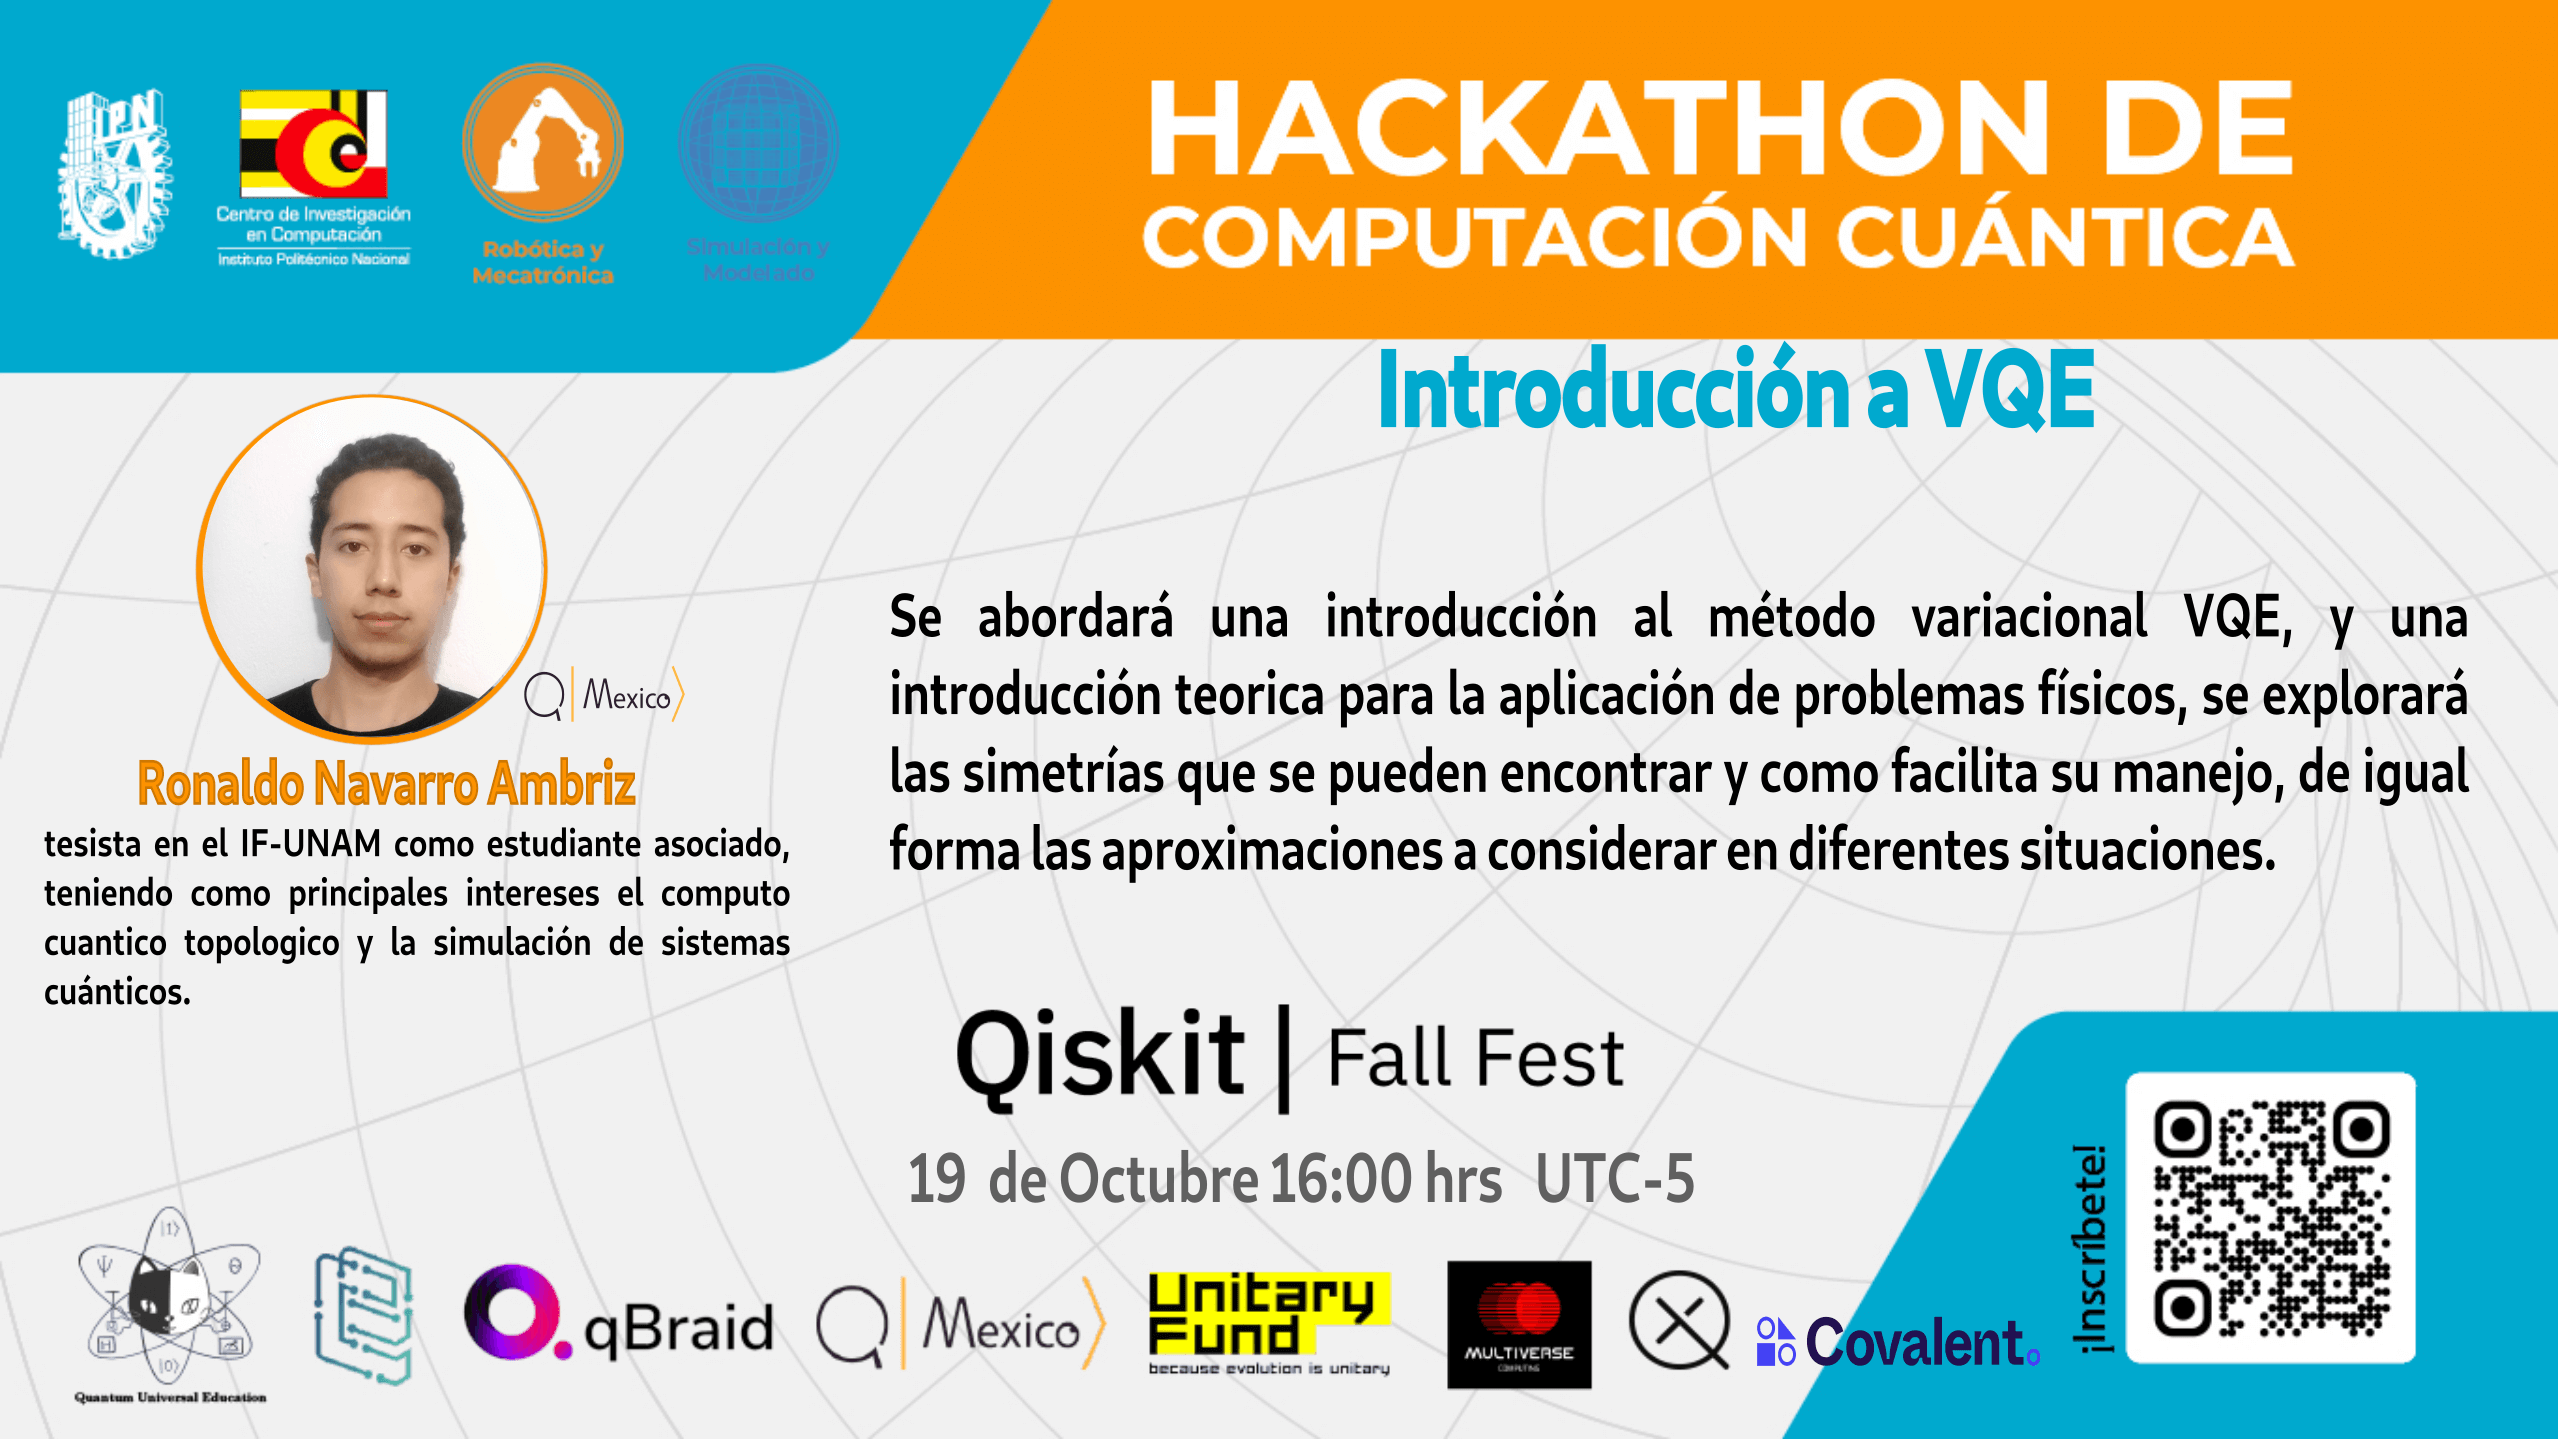 IPN
Centro de Investigación
en Computación
Instituto Politécnico Nacional
Robótica y
Mecatrónica
Simulación y
Modelado
HACKATHON DE
COMPUTACIÓN CUÁNTICA
Introducción a VQE
Q|Mexico⟩
Ronaldo Navarro Ambriz
tesista en el IF-UNAM como estudiante asociado,
teniendo como principales intereses el computo
cuantico topologico y la simulación de sistemas
cuánticos.
Se abordará una introducción al método variacional VQE, y una
introducción teorica para la aplicación de problemas físicos, se explorará
las simetrías que se pueden encontrar y como facilita su manejo, de igual
forma las aproximaciones a considerar en diferentes situaciones.
Qiskit | Fall Fest
19 de Octubre 16:00 hrs UTC-5
|1⟩
Ψ
Θ
H
|0⟩
Quantum Universal Education
qBraid
Q|Mexico⟩
Unitary
Fund
because evolution is unitary
MULTIVERSE
COMPUTING
Covalent
¡Inscríbete!